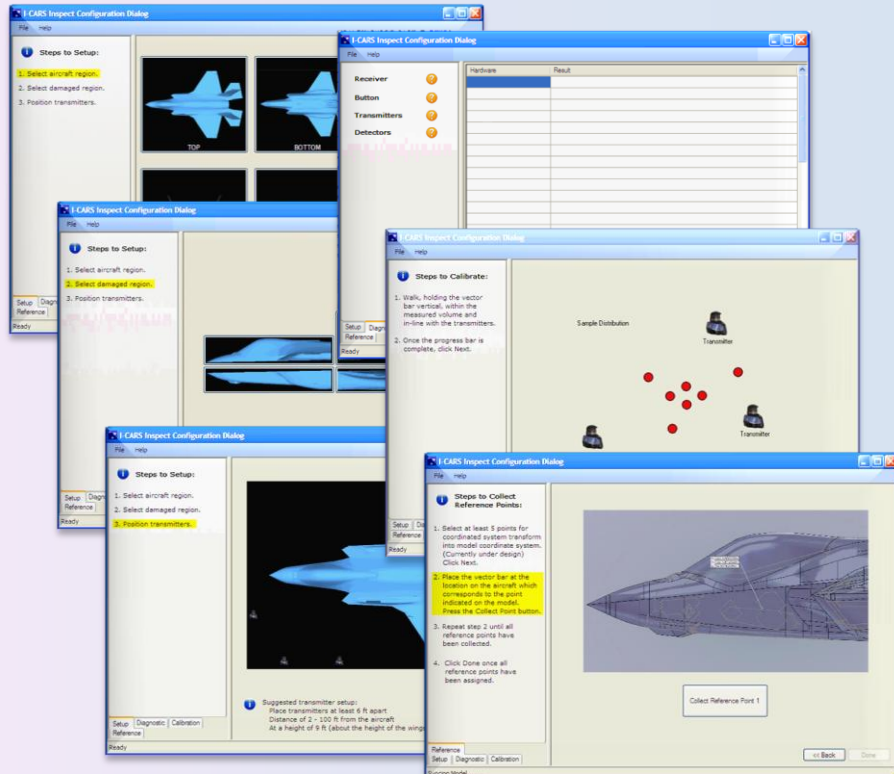 I-CARS Inspect Configuration Dialog
File Help
Steps to Setup:
1. Select aircraft region.
2. Select damaged region.
3. Position transmitters.
TOP
BOTTOM
Setup
Reference
Ready
I-CARS Inspect Configuration Dialog
File Help
Receiver
Button
Transmitters
Detectors
Hardware Result
Setup
Reference
Ready
I-CARS Inspect Configuration Dialog
File Help
Steps to Setup:
1. Select aircraft region.
2. Select damaged region.
3. Position transmitters.
Setup
Reference
Ready
I-CARS Inspect Configuration Dialog
File Help
Steps to Calibrate:
1. Walk, holding the vector
bar vertical, within the
measured volume and
in-line with the transmitters.
2. Once the progress bar is
complete, click Next.
Sample Distribution
Transmitter
Transmitter
Setup
Reference
Ready
I-CARS Inspect Configuration Dialog
File Help
Steps to Setup:
1. Select aircraft region.
2. Select damaged region.
3. Position transmitters.
Suggested transmitter setup:
Place transmitters at least 6 ft apart
Distance of 2 - 100 ft from the aircraft
At a height of 9 ft (about the height of the wings
Setup Diagnostic Calibration
Reference
Ready
I-CARS Inspect Configuration Dialog
File Help
Steps to Collect
Reference Points:
1. Select at least 5 points for
coordinated system transform
into model coordinate system.
(Currently under design)
Click Next.
2. Place the vector bar at the
location on the aircraft which
corresponds to the point
indicated on the model.
Press the Collect Point button.
3. Repeat step 2 until all
reference points have
been collected.
4. Click Done once all
reference points have
been assigned.
Collect Reference Point 1
<< Back Done
Reference
Setup Diagnostic Calibration